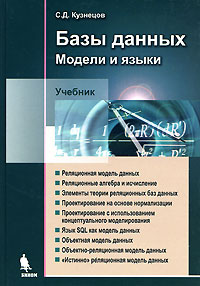 С.Д. Кузнецов
Базы данных
Модели и языки
Учебник
Реляционная модель данных
Реляционные алгебра и исчисление
Элементы теории реляционных баз данных
Проектирование на основе нормализации
Проектирование с использованием
концептуального моделирования
Язык SQL как модель данных
Объектная модель данных
Объектно-реляционная модель данных
«Истинно» реляционная модель данных
БИНОМ